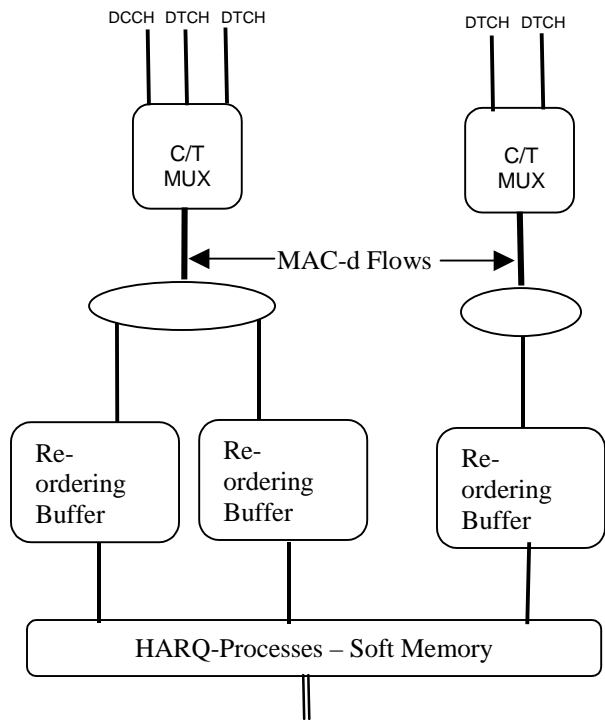 DCCH DTCH DTCH
DTCH DTCH
C/T
MUX
C/T
MUX
MAC-d Flows
Re-
ordering
Buffer
Re-
ordering
Buffer
Re-
ordering
Buffer
HARQ-Processes – Soft Memory